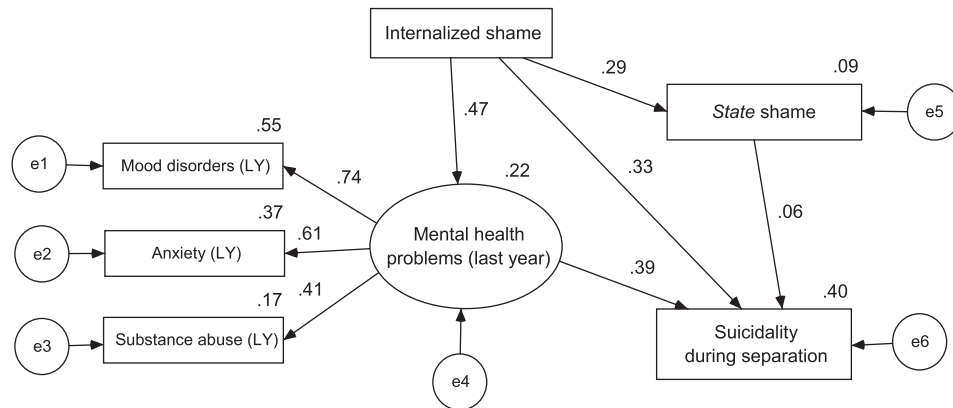 Internalized shame
.29
.09
State shame
e5
.47
.55
e1
Mood disorders (LY)
.74
.22
.33
.37
.06
e2
Anxiety (LY)
.61
Mental health
problems (last year)
.39
.17
.41
.40
e3
Substance abuse (LY)
Suicidality
during separation
e6
e4